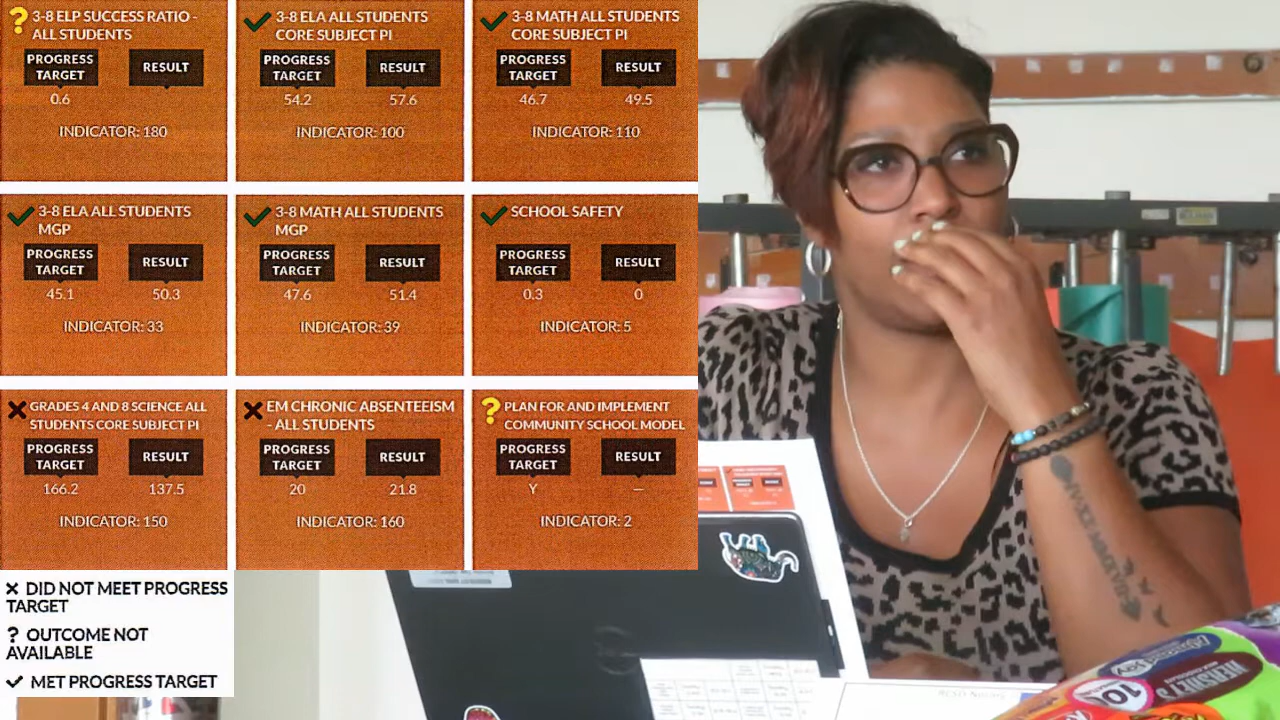 3-8 ELP SUCCESS RATIO -
ALL STUDENTS
PROGRESS
TARGET
RESULT
0.6
INDICATOR: 180
3-8 ELA ALL STUDENTS
CORE SUBJECT PI
PROGRESS
TARGET
RESULT
54.2
57.6
INDICATOR: 100
3-8 MATH ALL STUDENTS
CORE SUBJECT PI
PROGRESS
TARGET
RESULT
46.7
49.5
INDICATOR: 110
3-8 ELA ALL STUDENTS
MGP
PROGRESS
TARGET
RESULT
45.1
50.3
INDICATOR: 33
3-8 MATH ALL STUDENTS
MGP
PROGRESS
TARGET
RESULT
47.6
51.4
INDICATOR: 39
SCHOOL SAFETY
PROGRESS
TARGET
RESULT
0.3
0
INDICATOR: 5
GRADES 4 AND 8 SCIENCE ALL
STUDENTS CORE SUBJECT PI
PROGRESS
TARGET
RESULT
166.2
137.5
INDICATOR: 150
EM CHRONIC ABSENTEEISM
- ALL STUDENTS
PROGRESS
TARGET
RESULT
20
21.8
INDICATOR: 160
PLAN FOR AND IMPLEMENT
COMMUNITY SCHOOL MODEL
PROGRESS
TARGET
RESULT
Y
—
INDICATOR: 2
✕ DID NOT MEET PROGRESS
TARGET
? OUTCOME NOT
AVAILABLE
✓ MET PROGRESS TARGET
Almond Joy
HERSHEY'S
10